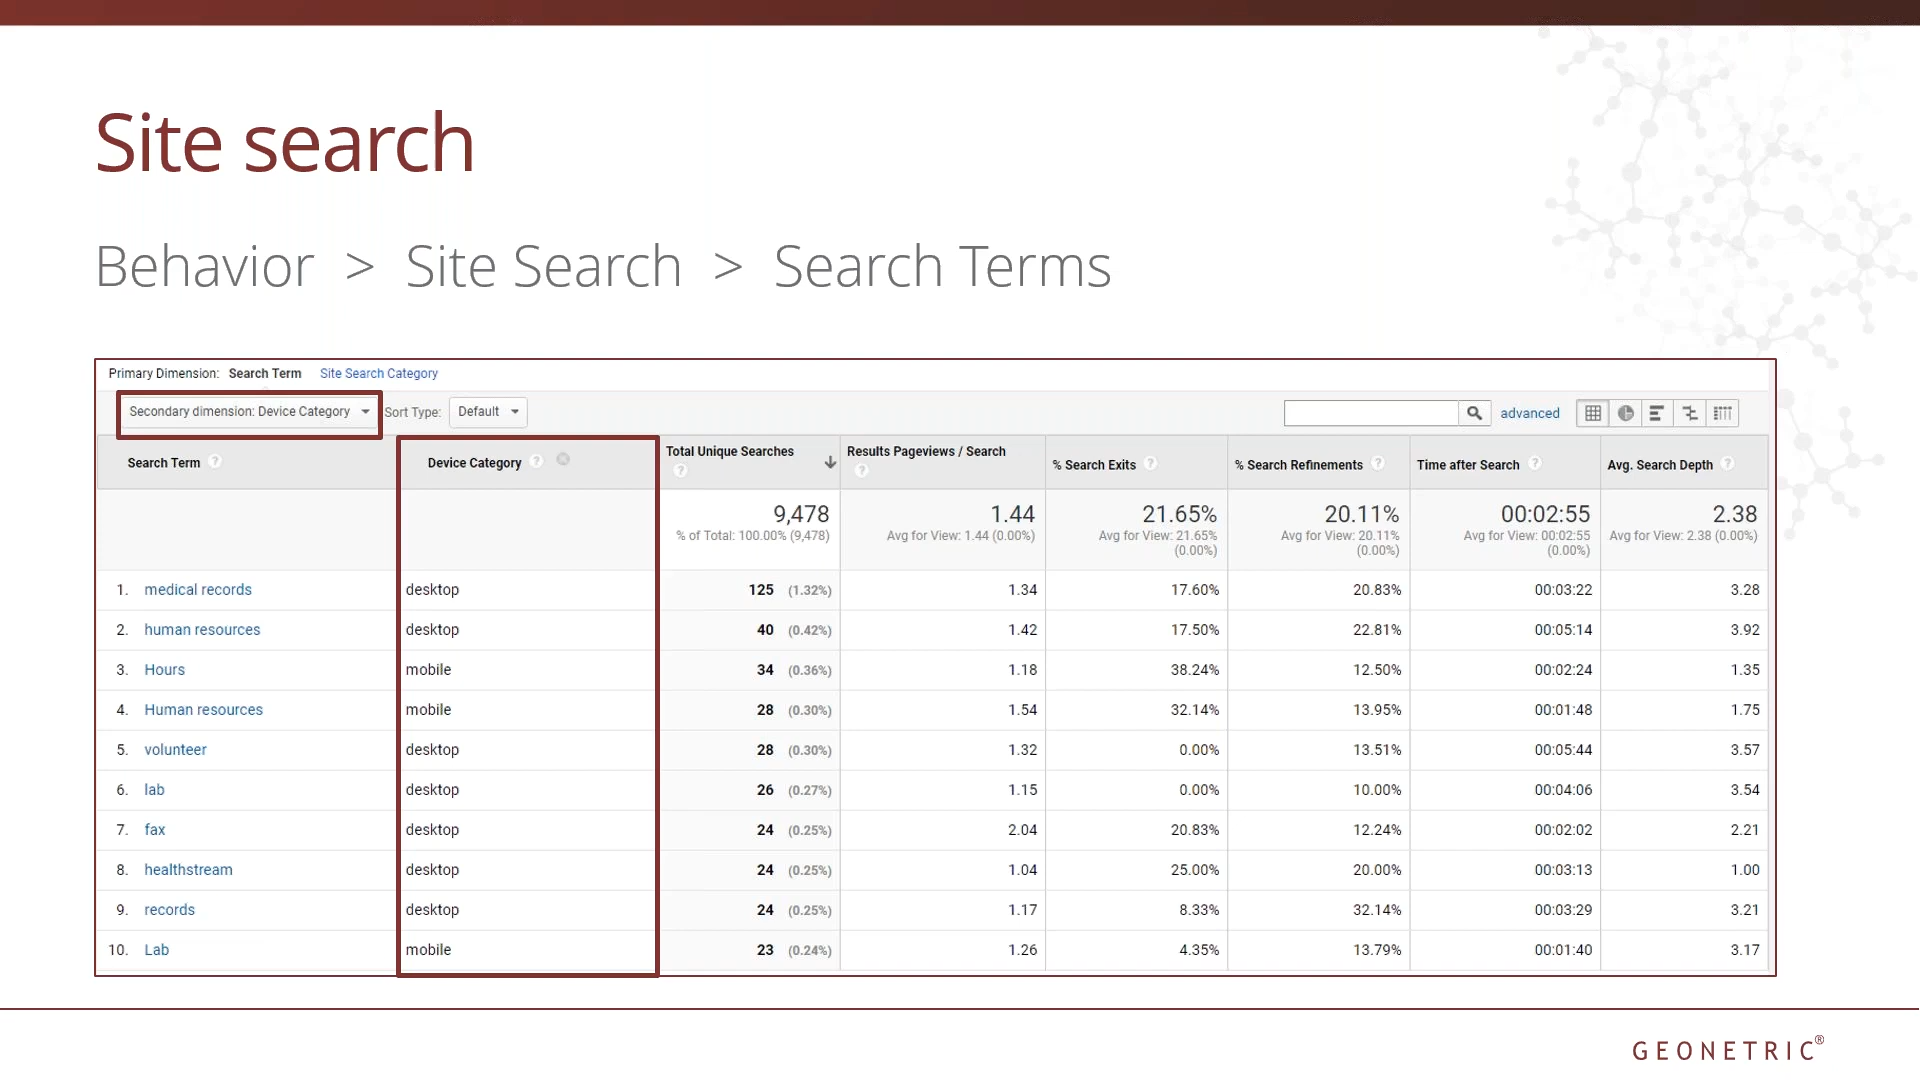 Site search
Behavior > Site Search > Search Terms
Primary Dimension: Search Term Site Search Category
Secondary dimension: Device Category Sort Type: Default advanced
Search Term ? Device Category ? Total Unique Searches ? Results Pageviews / Search ? % Search Exits ? % Search Refinements ? Time after Search ? Avg. Search Depth ?
9,478 1.44 21.65% 20.11% 00:02:55 2.38
% of Total: 100.00% (9,478) Avg for View: 1.44 (0.00%) Avg for View: 21.65% (0.00%) Avg for View: 20.11% (0.00%) Avg for View: 00:02:55 (0.00%) Avg for View: 2.38 (0.00%)
1. medical records desktop 125 (1.32%) 1.34 17.60% 20.83% 00:03:22 3.28
2. human resources desktop 40 (0.42%) 1.42 17.50% 22.81% 00:05:14 3.92
3. Hours mobile 34 (0.36%) 1.18 38.24% 12.50% 00:02:24 1.35
4. Human resources mobile 28 (0.30%) 1.54 32.14% 13.95% 00:01:48 1.75
5. volunteer desktop 28 (0.30%) 1.32 0.00% 13.51% 00:05:44 3.57
6. lab desktop 26 (0.27%) 1.15 0.00% 10.00% 00:04:06 3.54
7. fax desktop 24 (0.25%) 2.04 20.83% 12.24% 00:02:02 2.21
8. healthstream desktop 24 (0.25%) 1.04 25.00% 20.00% 00:03:13 1.00
9. records desktop 24 (0.25%) 1.17 8.33% 32.14% 00:03:29 3.21
10. Lab mobile 23 (0.24%) 1.26 4.35% 13.79% 00:01:40 3.17
GEONETRIC®